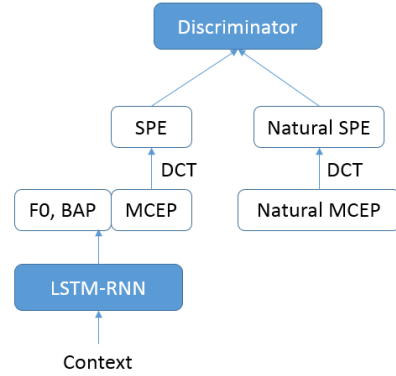 Discriminator
SPE
Natural SPE
DCT
DCT
F0, BAP
MCEP
Natural MCEP
LSTM-RNN
Context